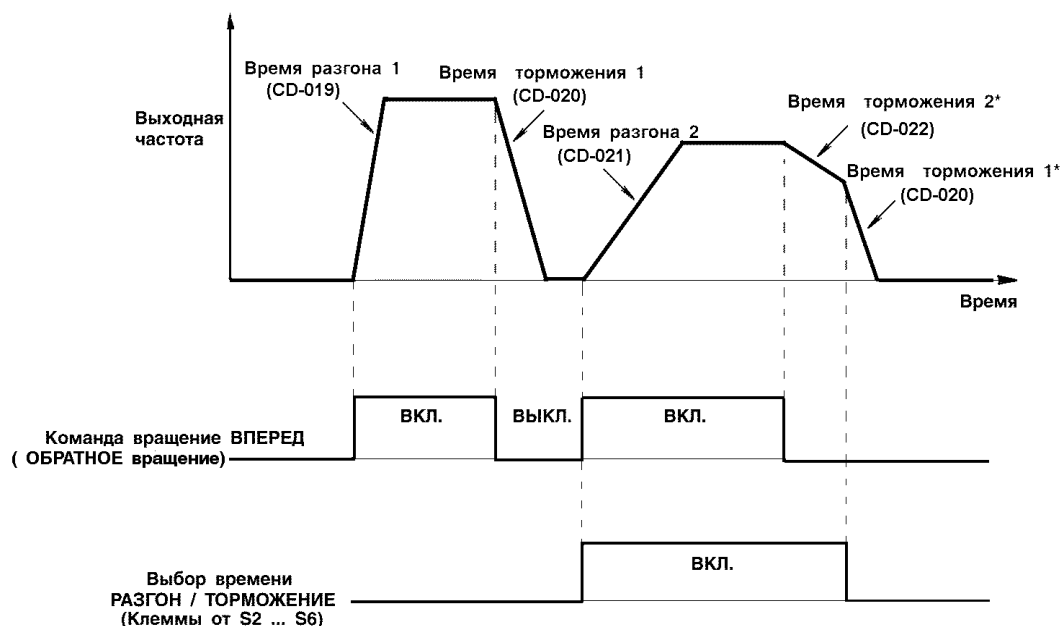 Время разгона 1
(CD-019)
Время торможения 1
(CD-020)
Время торможения 2*
(CD-022)
Выходная
частота
Время разгона 2
(CD-021)
Время торможения 1*
(CD-020)
Время
ВКЛ.
ВЫКЛ.
ВКЛ.
Команда вращение ВПЕРЕД
( ОБРАТНОЕ вращение)
ВКЛ.
Выбор времени
РАЗГОН / ТОРМОЖЕНИЕ
(Клеммы от S2 ... S6)